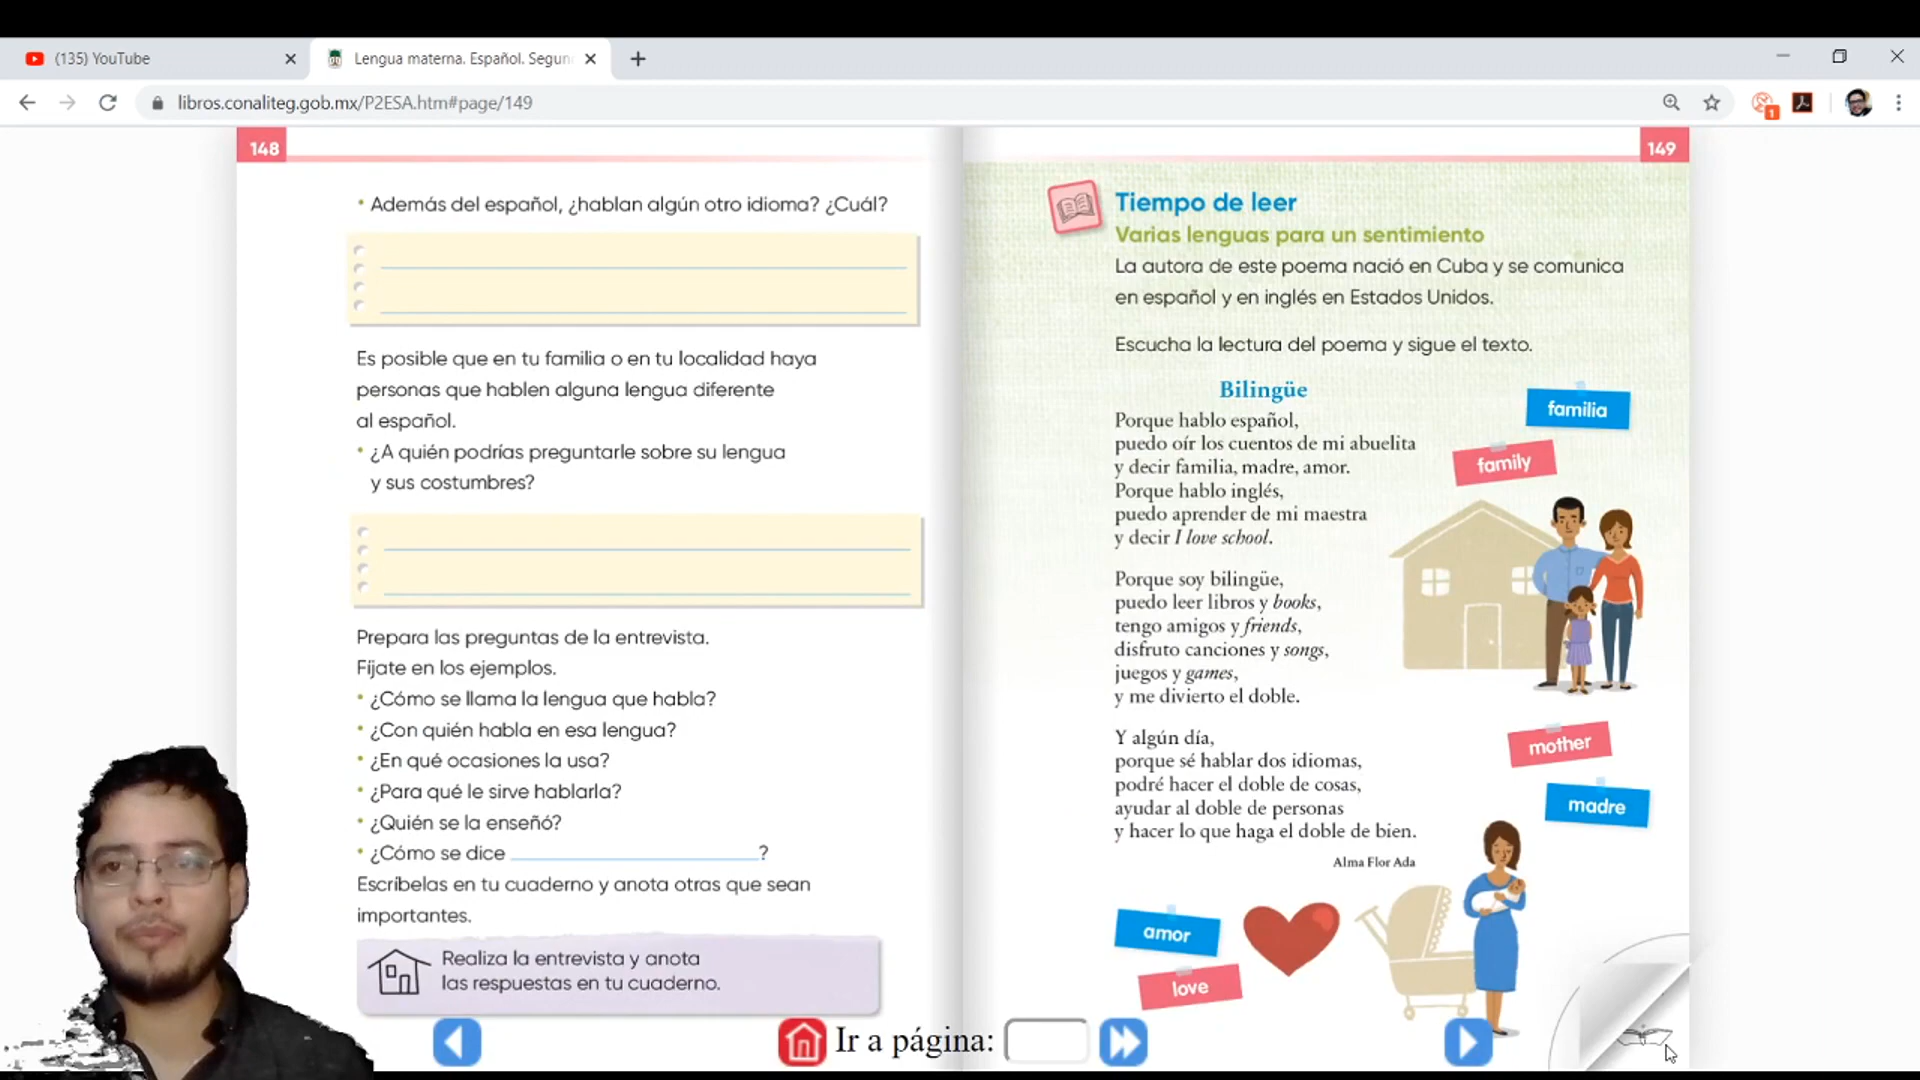 (135) YouTube
Lengua materna. Español. Segun
libros.conaliteg.gob.mx/P2ESA.htm#page/149
1
148
• Además del español, ¿hablan algún otro idioma? ¿Cuál?
Es posible que en tu familia o en tu localidad haya
personas que hablen alguna lengua diferente
al español.
• ¿A quién podrías preguntarle sobre su lengua
y sus costumbres?
Prepara las preguntas de la entrevista.
Fíjate en los ejemplos.
• ¿Cómo se llama la lengua que habla?
• ¿Con quién habla en esa lengua?
• ¿En qué ocasiones la usa?
• ¿Para qué le sirve hablarla?
• ¿Quién se la enseñó?
• ¿Cómo se dice ____________________?
Escríbelas en tu cuaderno y anota otras que sean
importantes.
Realiza la entrevista y anota
las respuestas en tu cuaderno.
149
Tiempo de leer
Varias lenguas para un sentimiento
La autora de este poema nació en Cuba y se comunica
en español y en inglés en Estados Unidos.
Escucha la lectura del poema y sigue el texto.
Bilingüe
Porque hablo español,
puedo oír los cuentos de mi abuelita
y decir familia, madre, amor.
Porque hablo inglés,
puedo aprender de mi maestra
y decir I love school.
Porque soy bilingüe,
puedo leer libros y books,
tengo amigos y friends,
disfruto canciones y songs,
juegos y games,
y me divierto el doble.
Y algún día,
porque sé hablar dos idiomas,
podré hacer el doble de cosas,
ayudar al doble de personas
y hacer lo que haga el doble de bien.
Alma Flor Ada
familia
family
mother
madre
amor
love
Ir a página: